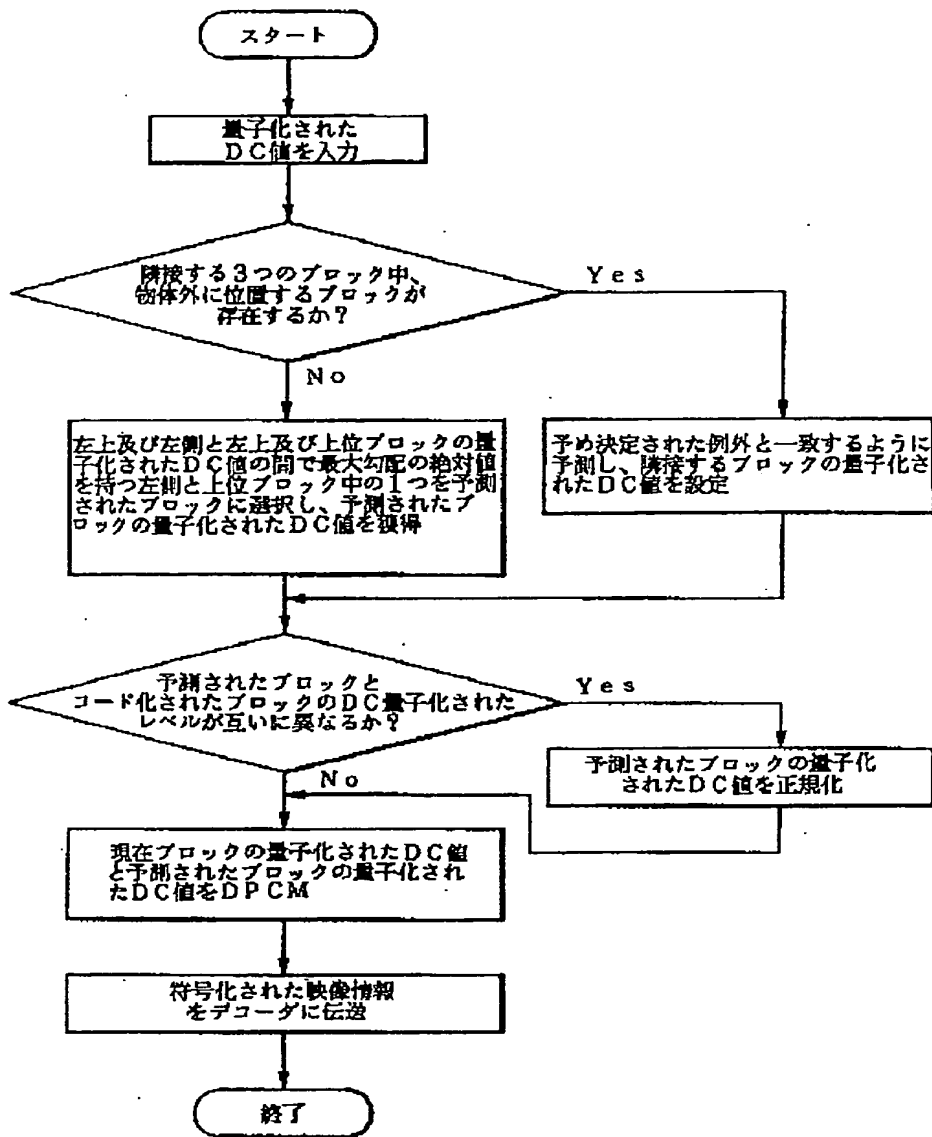 スタート
量子化された
DC値を入力
隣接する3つのブロック中、
物体外に位置するブロックが
存在するか?
Yes
No
左上及び左側と左上及び上位ブロックの量
子化されたDC値の間で最大勾配の絶対値
を持つ左側と上位ブロック中の1つを予測
されたブロックに選択し、予測されたブ
ロックの量子化されたDC値を獲得
予め決定された例外と一致するように
予測し、隣接するブロックの量子化さ
れたDC値を設定
予測されたブロックと
コード化されたブロックのDC量子化された
レベルが互いに異なるか?
Yes
No
予測されたブロックの量子化
されたDC値を正規化
現在ブロックの量子化されたDC値
と予測されたブロックの量子化され
たDC値をDPCM
符号化された映像情報
をデコーダに伝送
終了